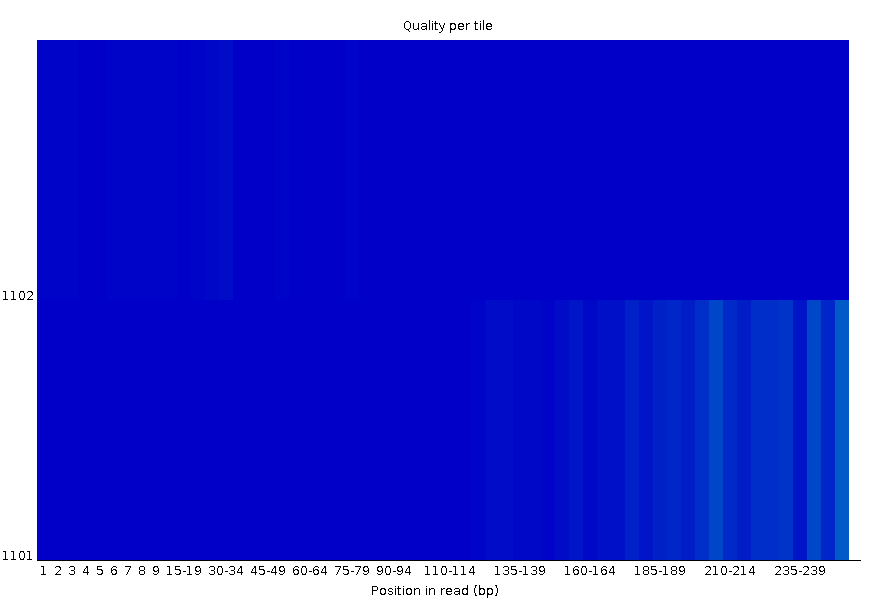 Quality per tile
1102
1101
1 2 3 4 5 6 7 8 9 15-19 30-34 45-49 60-64 75-79 90-94 110-114 135-139 160-164 185-189 210-214 235-239
Position in read (bp)